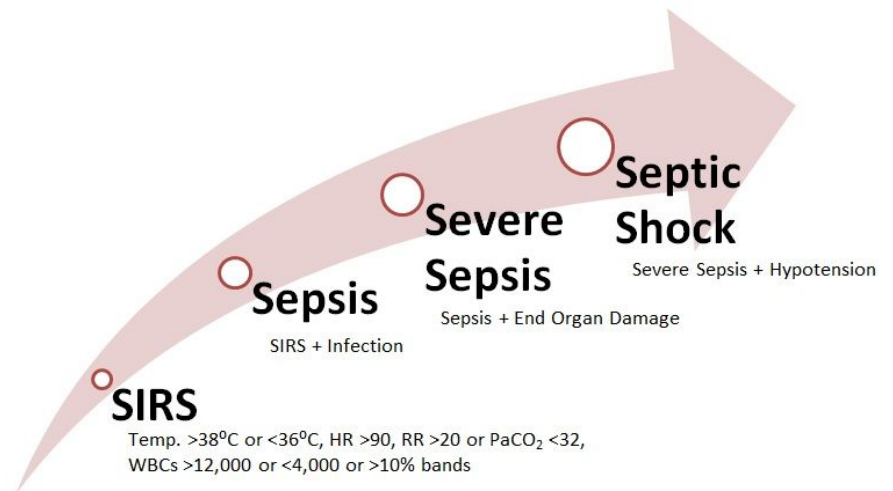 Septic
Shock
Severe Sepsis + Hypotension
Severe
Sepsis
Sepsis + End Organ Damage
Sepsis
SIRS + Infection
SIRS
Temp. >38⁰C or <36⁰C, HR >90, RR >20 or PaCO₂ <32,
WBCs >12,000 or <4,000 or >10% bands